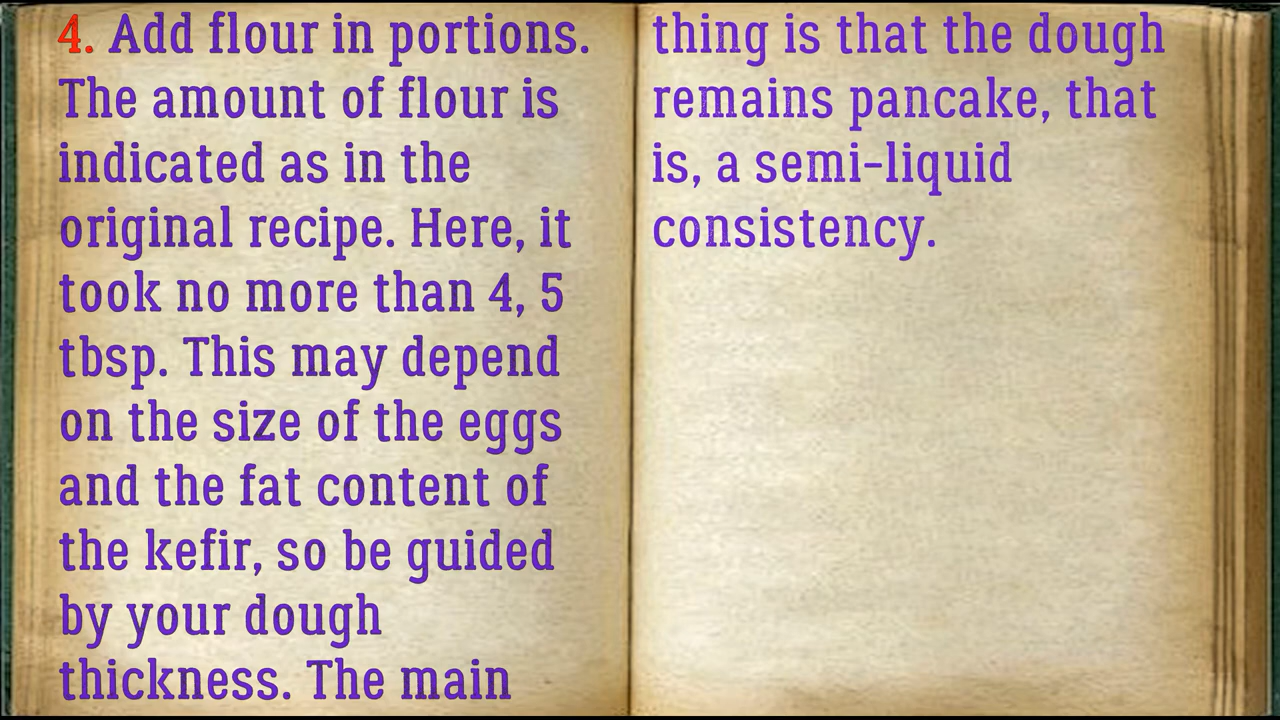 4. Add flour in portions.
The amount of flour is
indicated as in the
original recipe. Here, it
took no more than 4, 5
tbsp. This may depend
on the size of the eggs
and the fat content of
the kefir, so be guided
by your dough
thickness. The main
thing is that the dough
remains pancake, that
is, a semi-liquid
consistency.